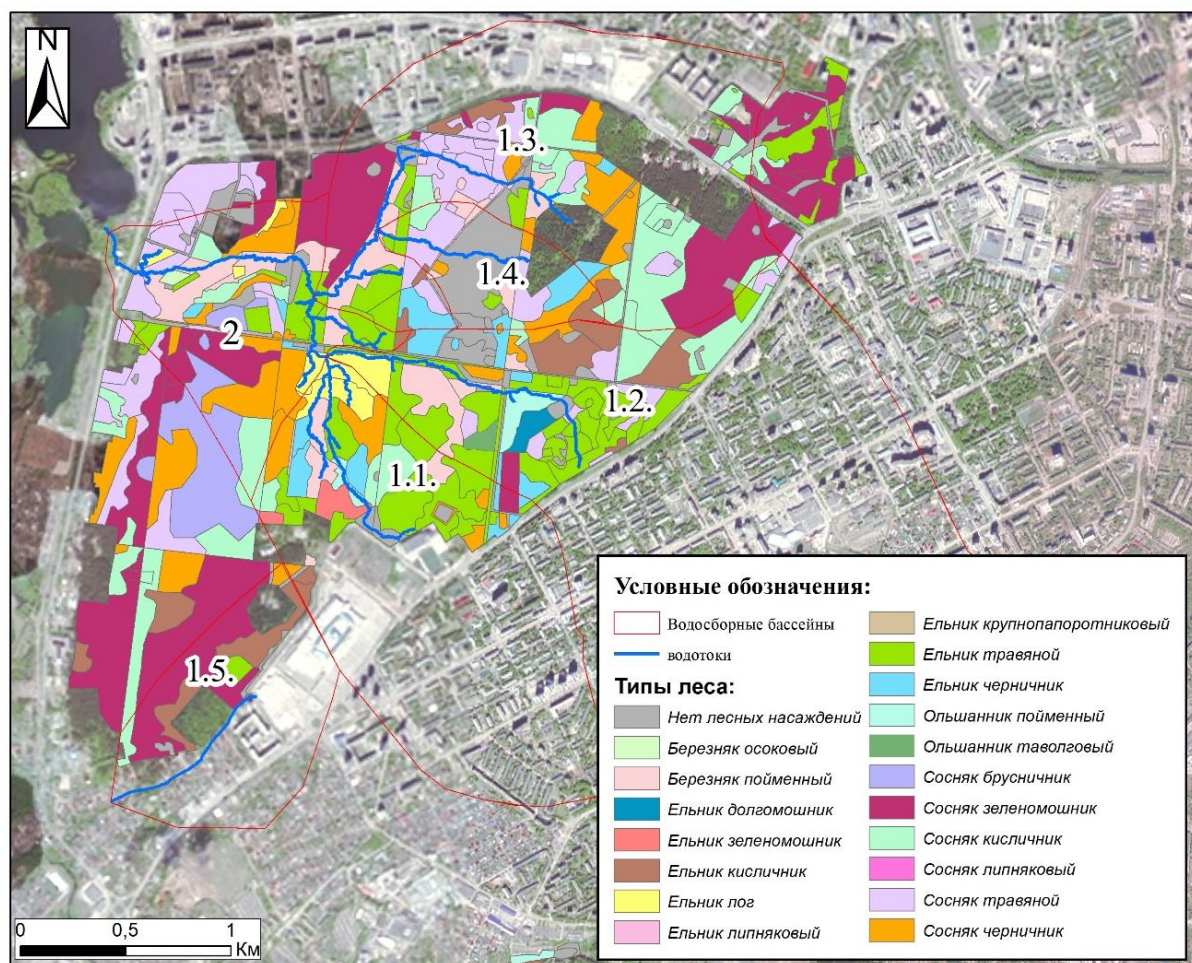 N
1.3.
1.4.
2
1.2.
1.1.
1.5.
0 0,5 1
Км
Условные обозначения:
Водосборные бассейны
водотоки
Типы леса:
Нет лесных насаждений
Березняк осоковый
Березняк пойменный
Ельник долгомошник
Ельник зеленомошник
Ельник кисличник
Ельник лог
Ельник липняковый
Ельник крупнопапоротниковый
Ельник травяной
Ельник черничник
Ольшанник пойменный
Ольшанник таволговый
Сосняк брусничник
Сосняк зеленомошник
Сосняк кисличник
Сосняк липняковый
Сосняк травяной
Сосняк черничник